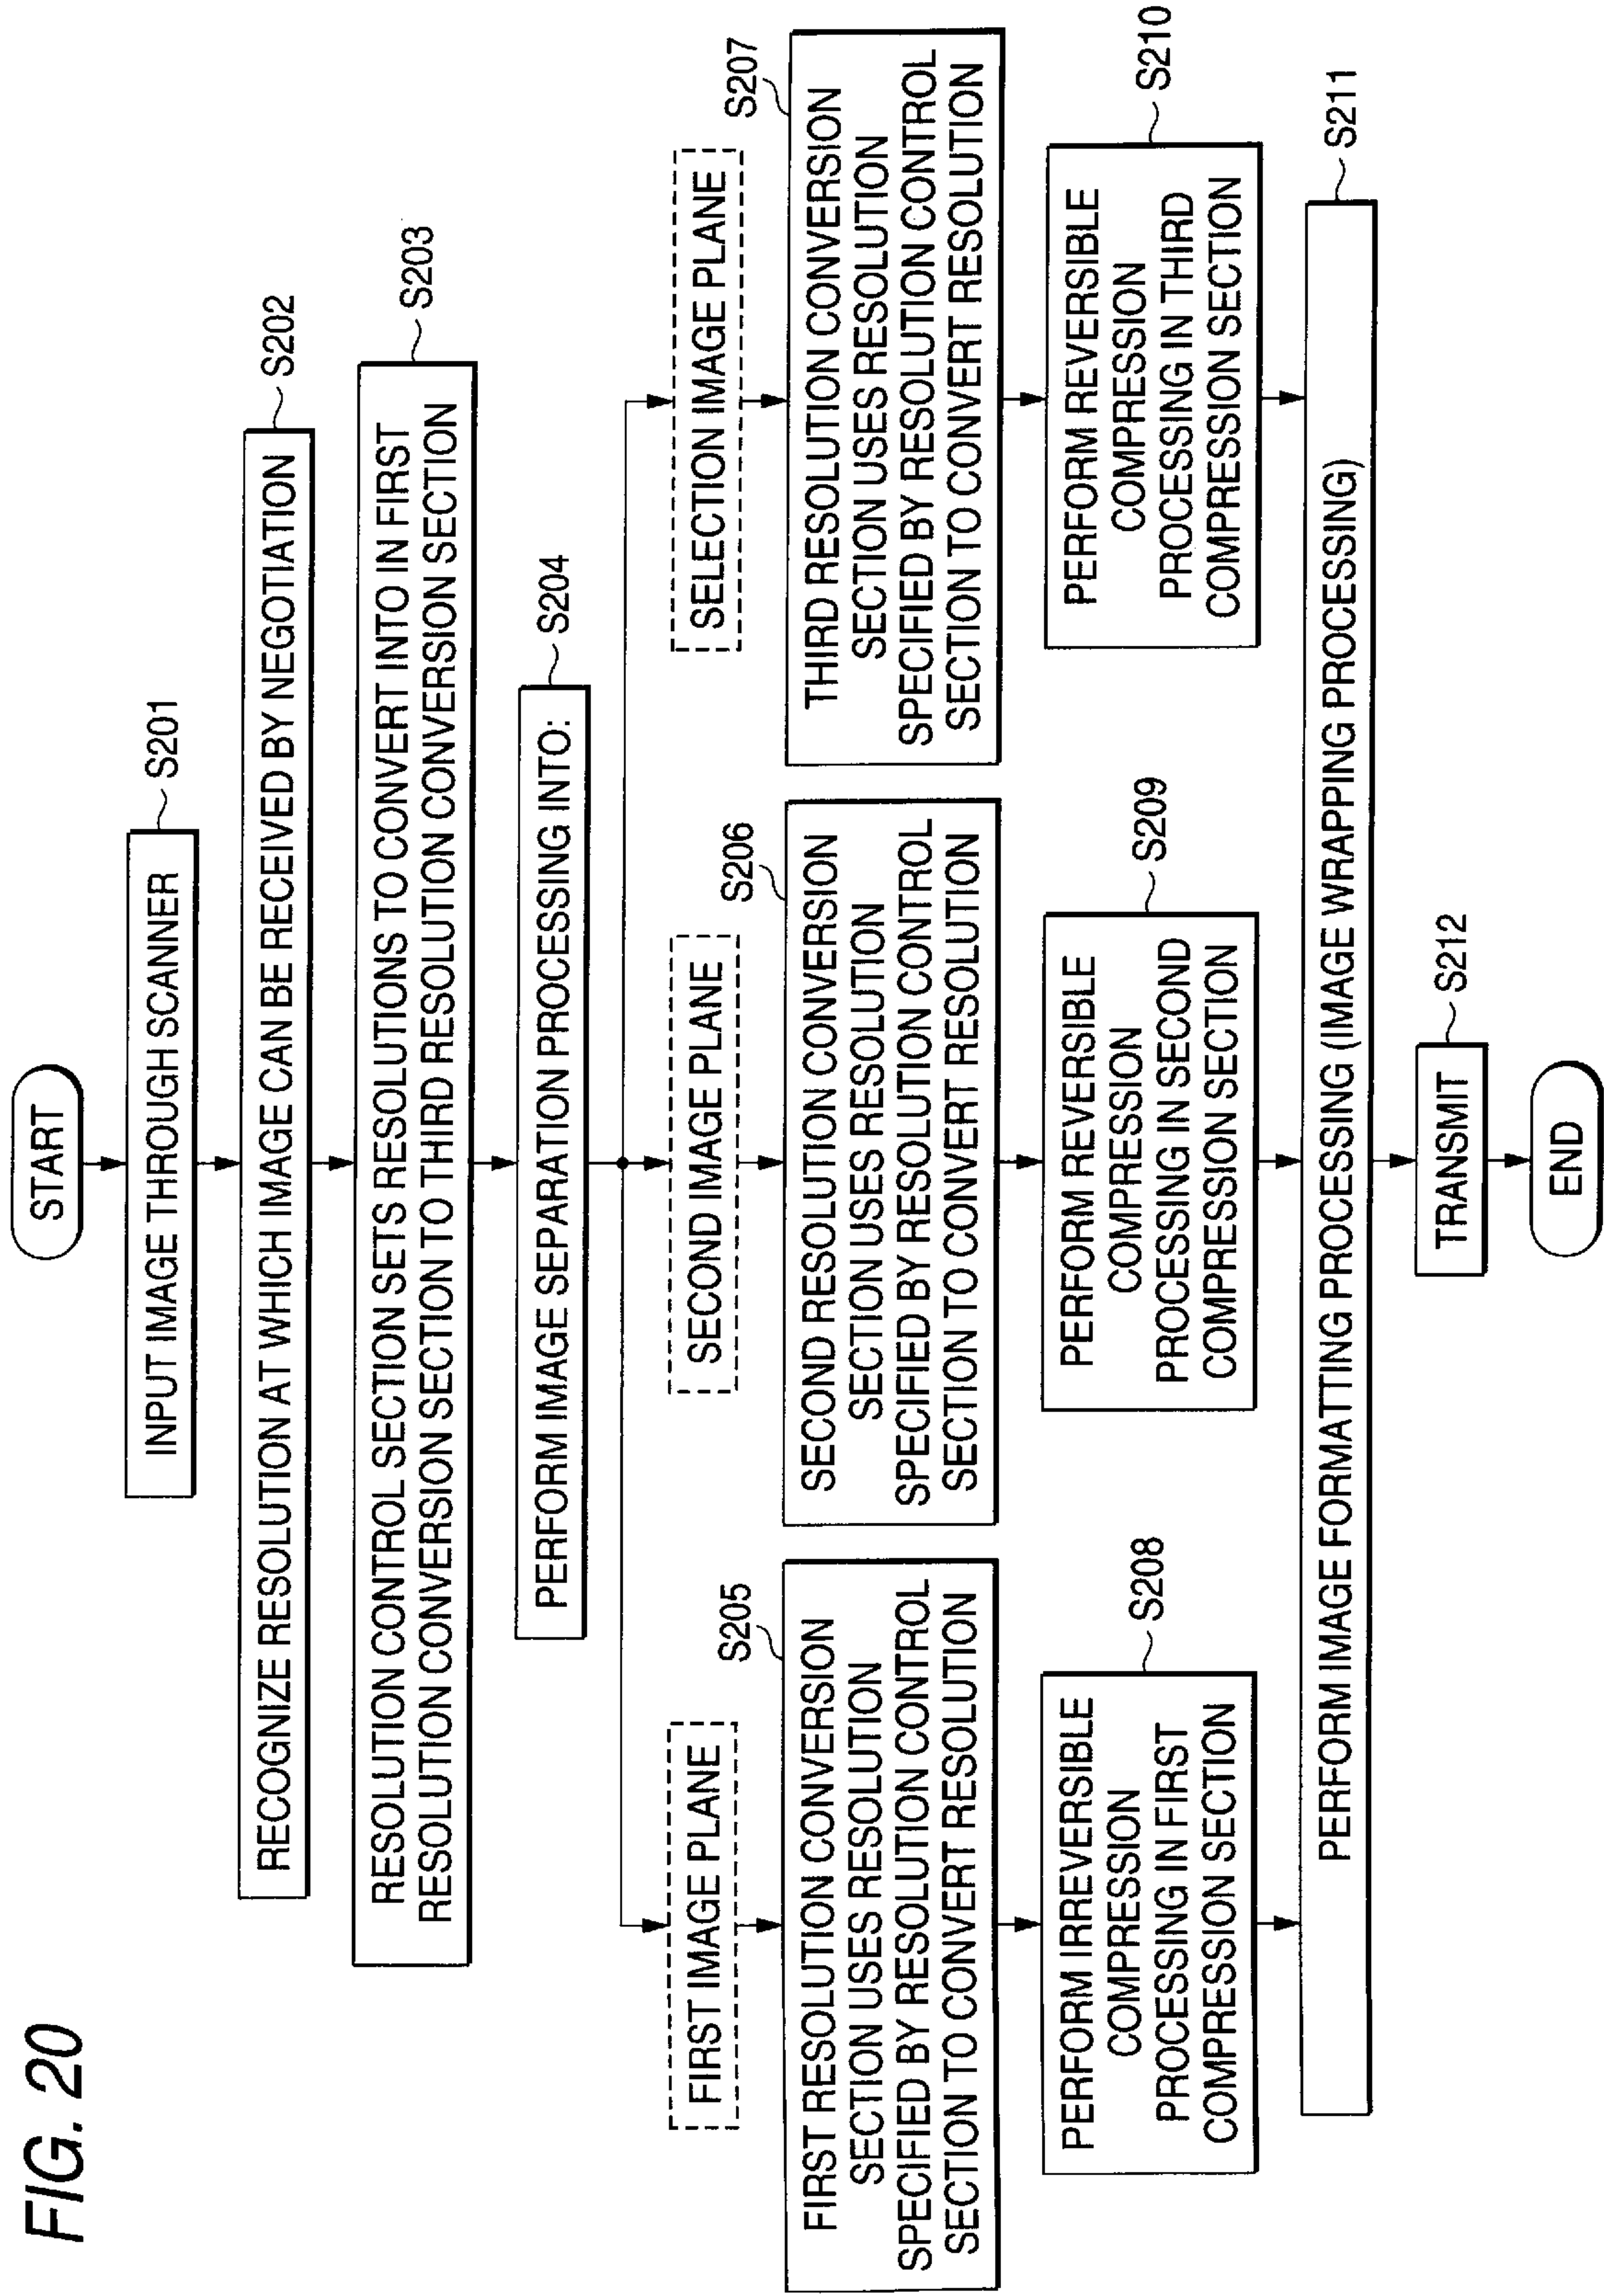 FIG. 20
START
INPUT IMAGE THROUGH SCANNER
S201
RECOGNIZE RESOLUTION AT WHICH IMAGE CAN BE RECEIVED BY NEGOTIATION
S202
RESOLUTION CONTROL SECTION SETS RESOLUTIONS TO CONVERT INTO IN FIRST
RESOLUTION CONVERSION SECTION TO THIRD RESOLUTION CONVERSION SECTION
S203
PERFORM IMAGE SEPARATION PROCESSING INTO:
S204
FIRST IMAGE PLANE
SECOND IMAGE PLANE
SELECTION IMAGE PLANE
S205
FIRST RESOLUTION CONVERSION
SECTION USES RESOLUTION
SPECIFIED BY RESOLUTION CONTROL
SECTION TO CONVERT RESOLUTION
S206
SECOND RESOLUTION CONVERSION
SECTION USES RESOLUTION
SPECIFIED BY RESOLUTION CONTROL
SECTION TO CONVERT RESOLUTION
S207
THIRD RESOLUTION CONVERSION
SECTION USES RESOLUTION
SPECIFIED BY RESOLUTION CONTROL
SECTION TO CONVERT RESOLUTION
PERFORM IRREVERSIBLE
COMPRESSION
PROCESSING IN FIRST
COMPRESSION SECTION
S208
PERFORM REVERSIBLE
COMPRESSION
PROCESSING IN SECOND
COMPRESSION SECTION
S209
PERFORM REVERSIBLE
COMPRESSION
PROCESSING IN THIRD
COMPRESSION SECTION
S210
PERFORM IMAGE FORMATTING PROCESSING (IMAGE WRAPPING PROCESSING)
S211
TRANSMIT
S212
END